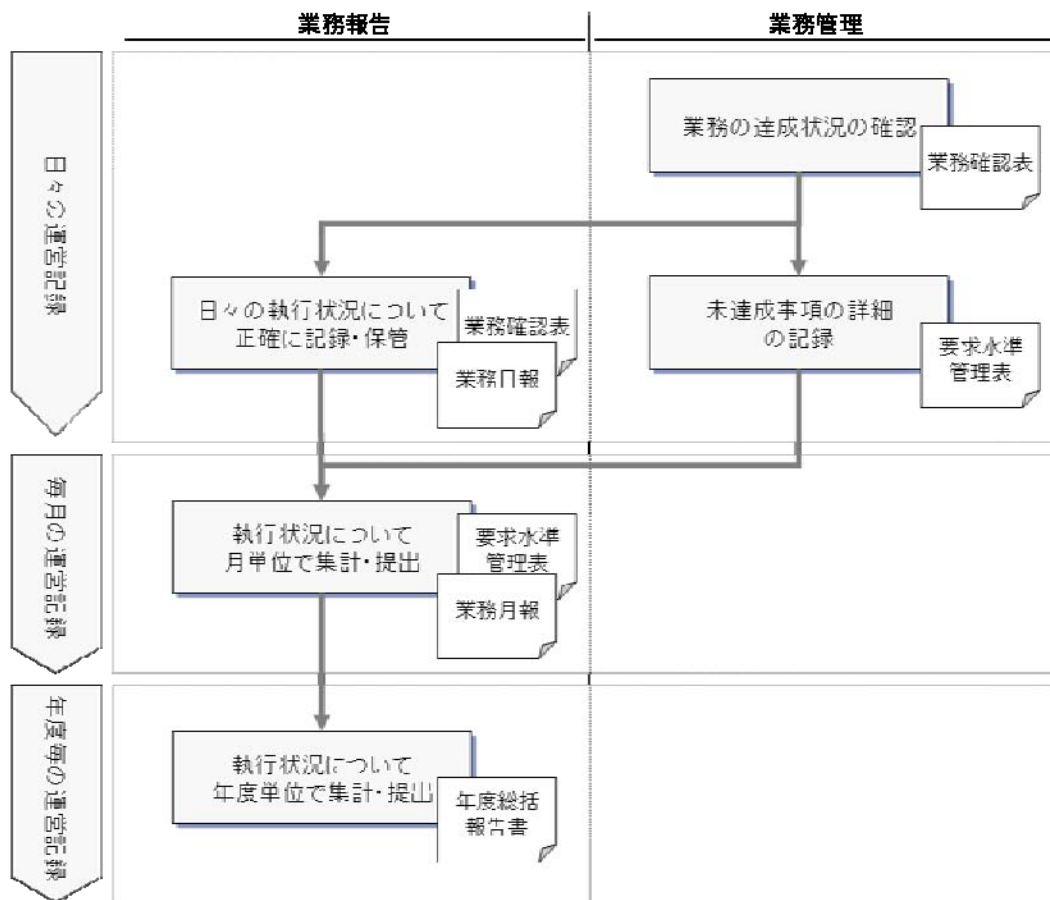 業務報告
業務管理
日々の運営記録
業務の達成状況の確認
業務確認表
日々の執行状況について
正確に記録・保管
業務確認表
業務日報
未達成事項の詳細
の記録
要求水準
管理表
毎月の運営記録
執行状況について
月単位で集計・提出
要求水準
管理表
業務月報
年度毎の運営記録
執行状況について
年度単位で集計・提出
年度総括
報告書